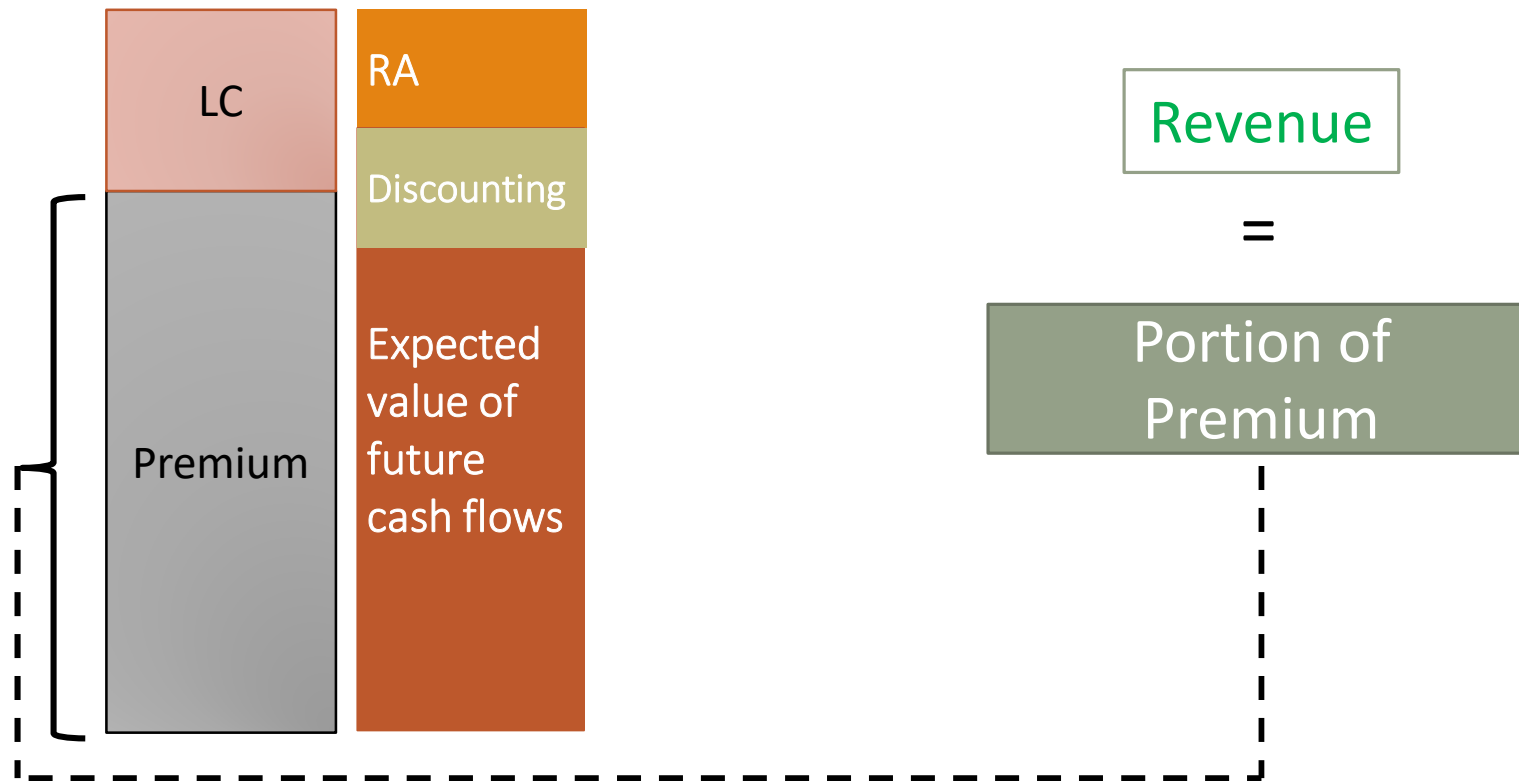 LC
Premium
RA
Discounting
Expected
value of
future
cash flows
Revenue
=
Portion of
Premium